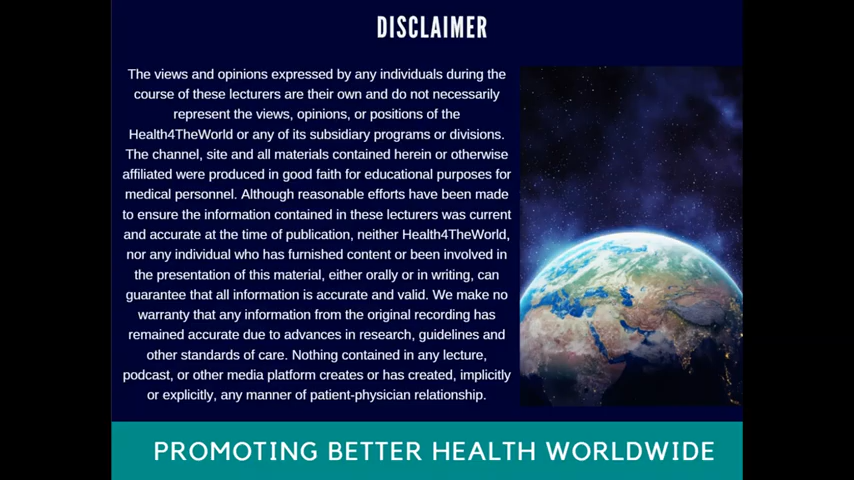 DISCLAIMER
The views and opinions expressed by any individuals during the
course of these lecturers are their own and do not necessarily
represent the views, opinions, or positions of the
Health4TheWorld or any of its subsidiary programs or divisions.
The channel, site and all materials contained herein or otherwise
affiliated were produced in good faith for educational purposes for
medical personnel. Although reasonable efforts have been made
to ensure the information contained in these lecturers was current
and accurate at the time of publication, neither Health4TheWorld,
nor any individual who has furnished content or been involved in
the presentation of this material, either orally or in writing, can
guarantee that all information is accurate and valid. We make no
warranty that any information from the original recording has
remained accurate due to advances in research, guidelines and
other standards of care. Nothing contained in any lecture,
podcast, or other media platform creates or has created, implicitly
or explicitly, any manner of patient-physician relationship.
PROMOTING BETTER HEALTH WORLDWIDE